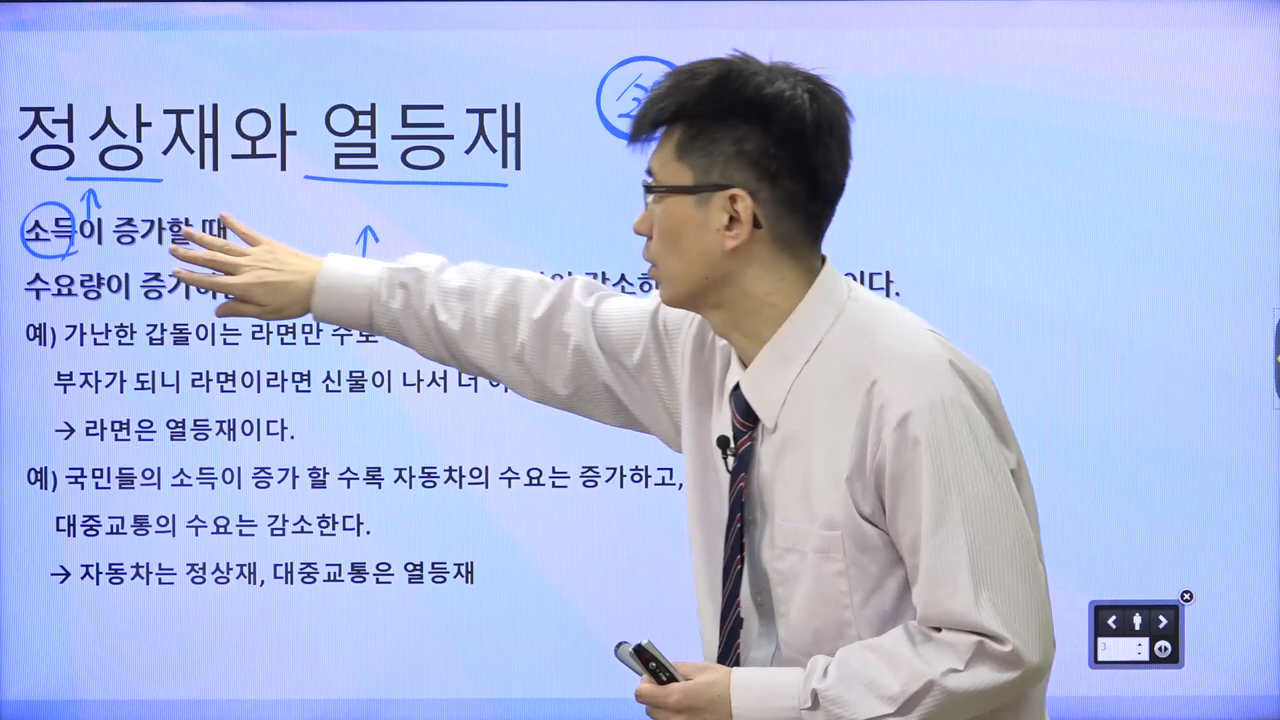 정상재와 열등재
소득이 증가할 때
수요량이 증가하면 감소하 이다.
예) 가난한 갑돌이는 라면만 주로
부자가 되니 라면이라면 신물이 나서 더
→ 라면은 열등재이다.
예) 국민들의 소득이 증가 할 수록 자동차의 수요는 증가하고,
대중교통의 수요는 감소한다.
→ 자동차는 정상재, 대중교통은 열등재
3